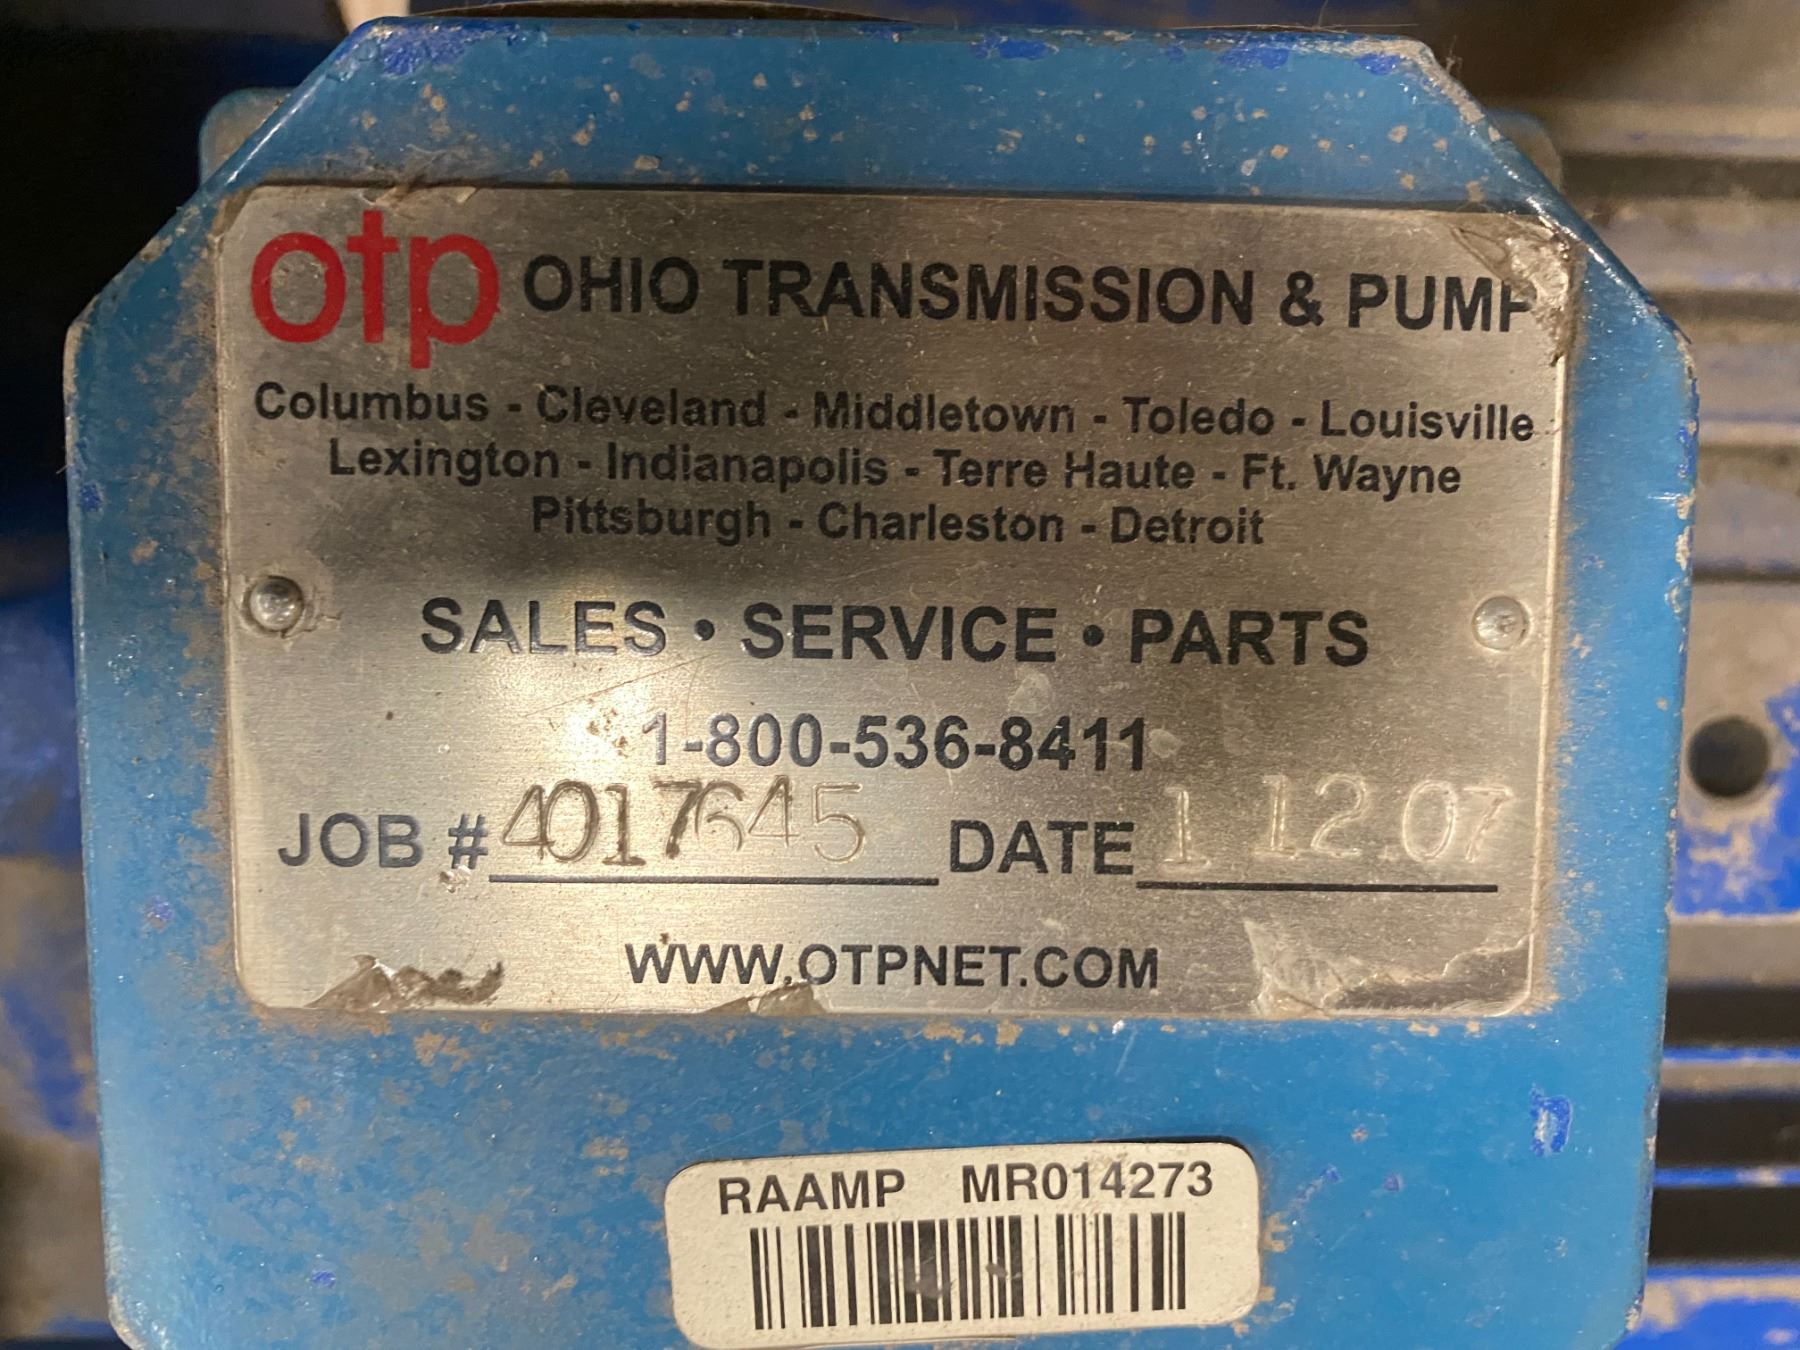 otp OHIO TRANSMISSION & PUMP
Columbus - Cleveland - Middletown - Toledo - Louisville
Lexington - Indianapolis - Terre Haute - Ft. Wayne
Pittsburgh - Charleston - Detroit
SALES • SERVICE • PARTS
1-800-536-8411
JOB # 4017645 DATE 1 12.07
WWW.OTPNET.COM
RAAMP MR014273